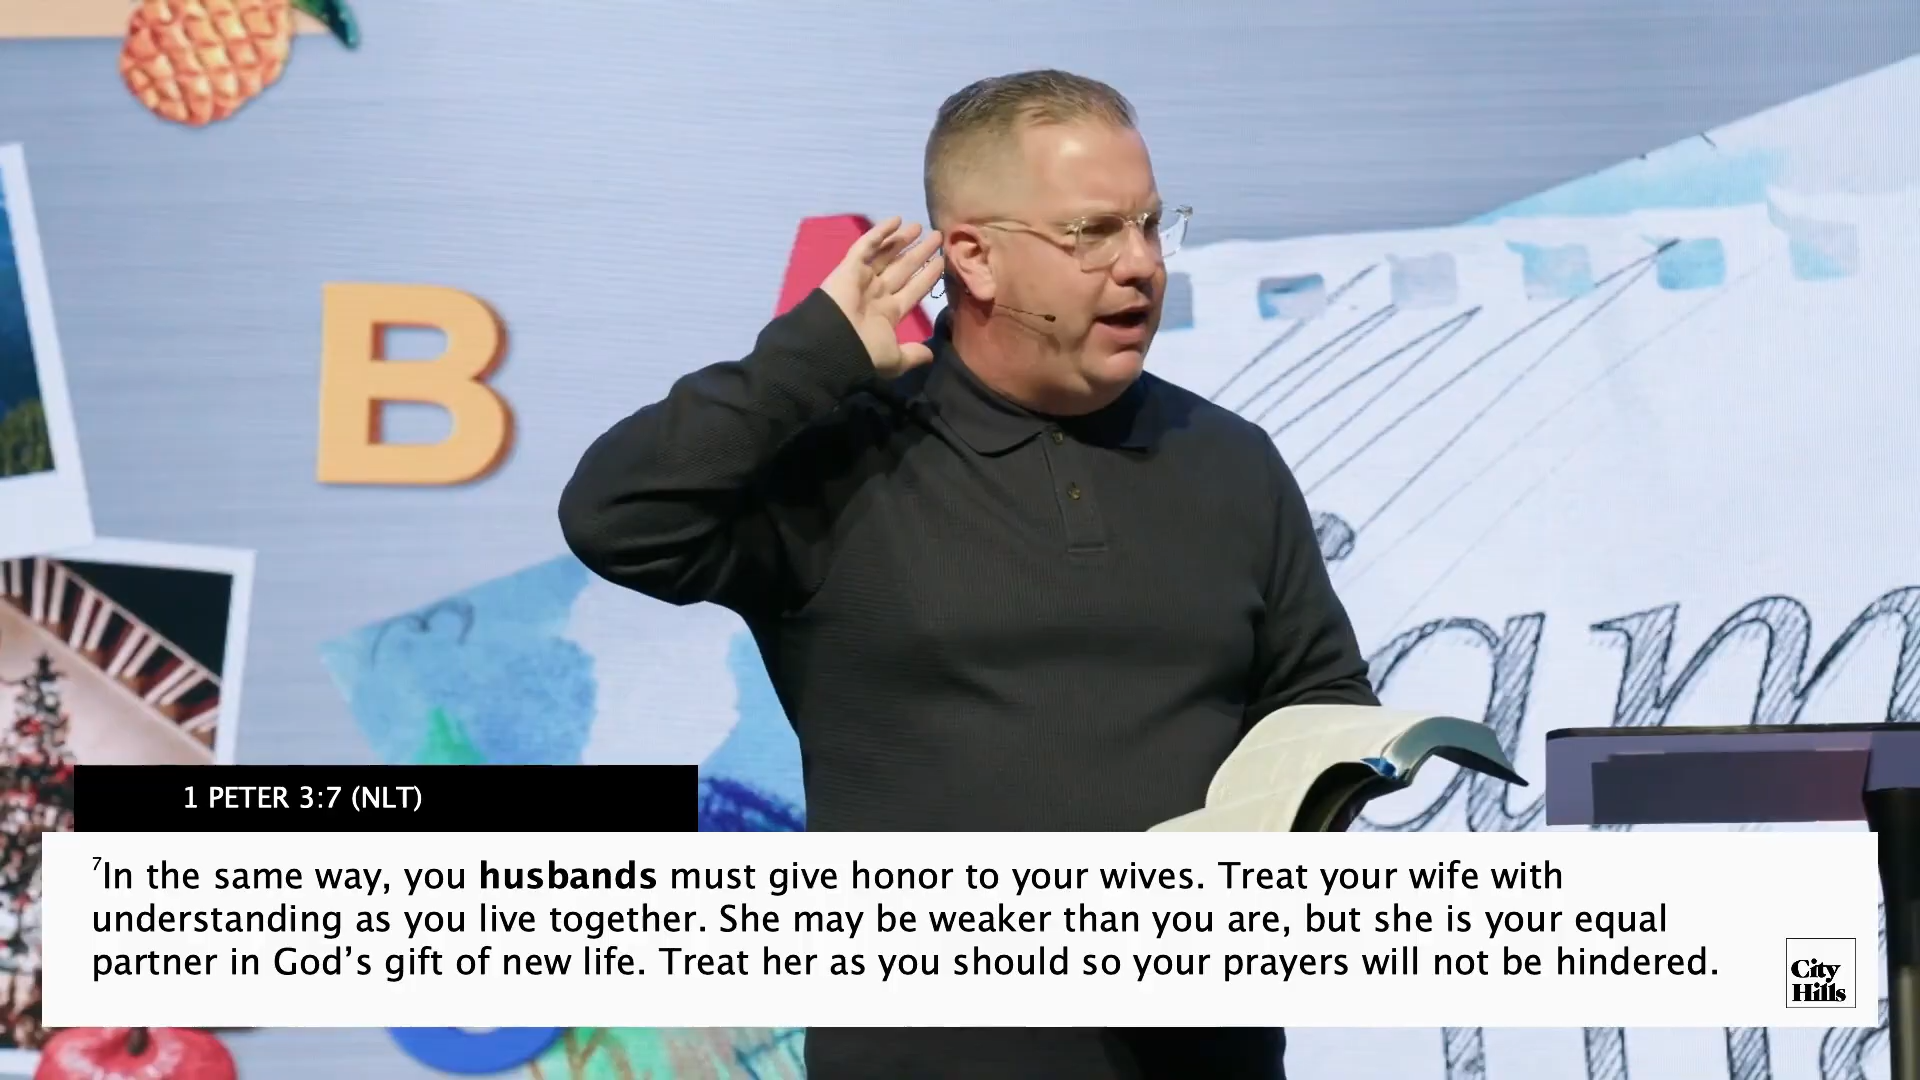 B
A
am
1 PETER 3:7 (NLT)
⁷In the same way, you husbands must give honor to your wives. Treat your wife with
understanding as you live together. She may be weaker than you are, but she is your equal
partner in God’s gift of new life. Treat her as you should so your prayers will not be hindered.
City
Hills